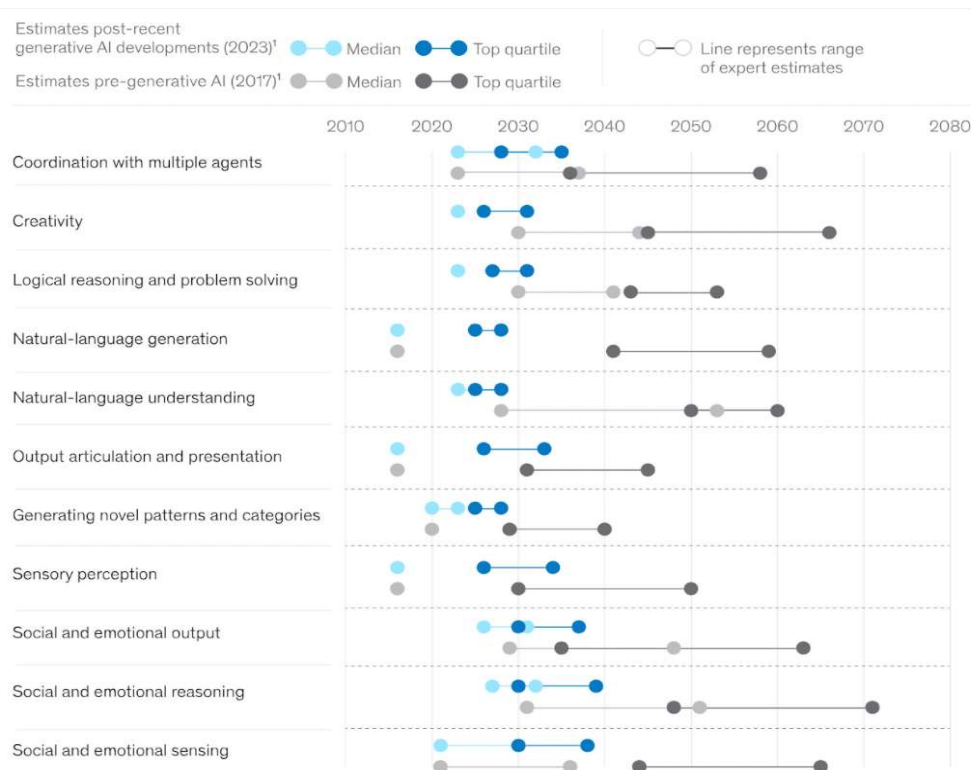 Estimates post-recent
generative AI developments (2023)¹ Median Top quartile
Estimates pre-generative AI (2017)¹ Median Top quartile
Line represents range
of expert estimates
2010 2020 2030 2040 2050 2060 2070 2080
Coordination with multiple agents
Creativity
Logical reasoning and problem solving
Natural-language generation
Natural-language understanding
Output articulation and presentation
Generating novel patterns and categories
Sensory perception
Social and emotional output
Social and emotional reasoning
Social and emotional sensing